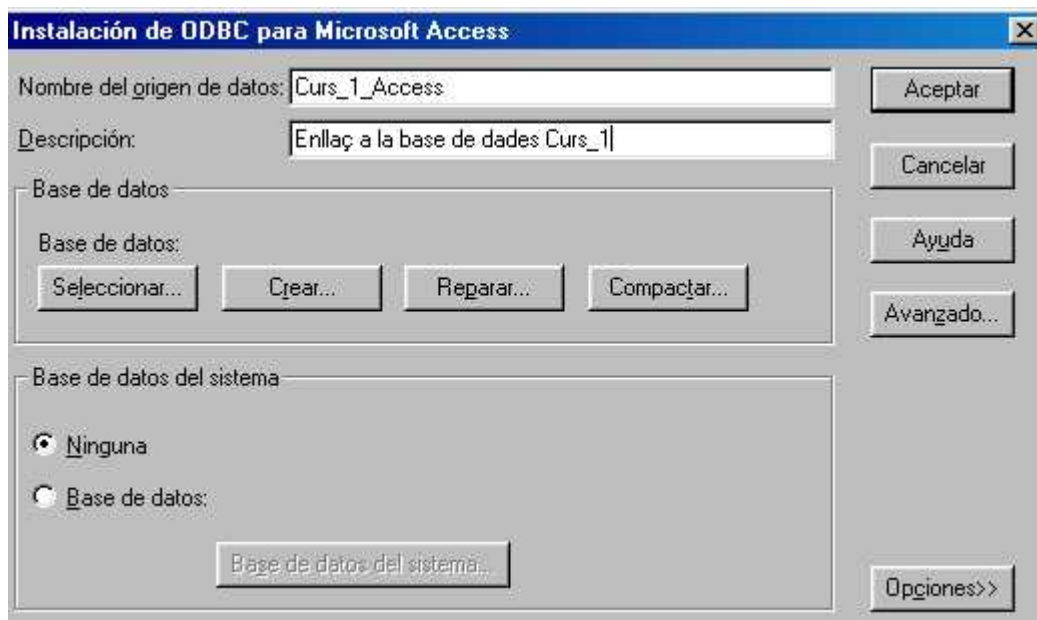 Instalación de ODBC para Microsoft Access
Nombre del origen de datos: Curs_1_Access
Aceptar
Descripción: Enllaç a la base de dades Curs_1
Cancelar
Base de datos
Ayuda
Base de datos:
Seleccionar... Crear... Reparar... Compactar...
Avanzado...
Base de datos del sistema
Ninguna
Base de datos:
Base de datos del sistema...
Opciones>>